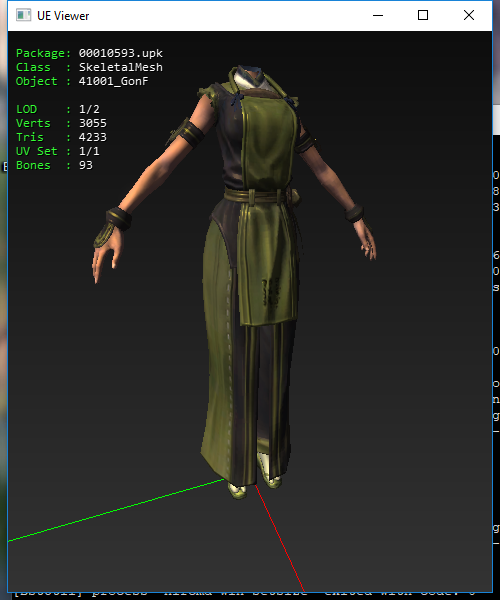 UE Viewer
Package: 00010593.upk
Class : SkeletalMesh
Object : 41001_GonF
LOD : 1/2
Verts : 3055
Tris : 4233
UV Set : 1/1
Bones : 93